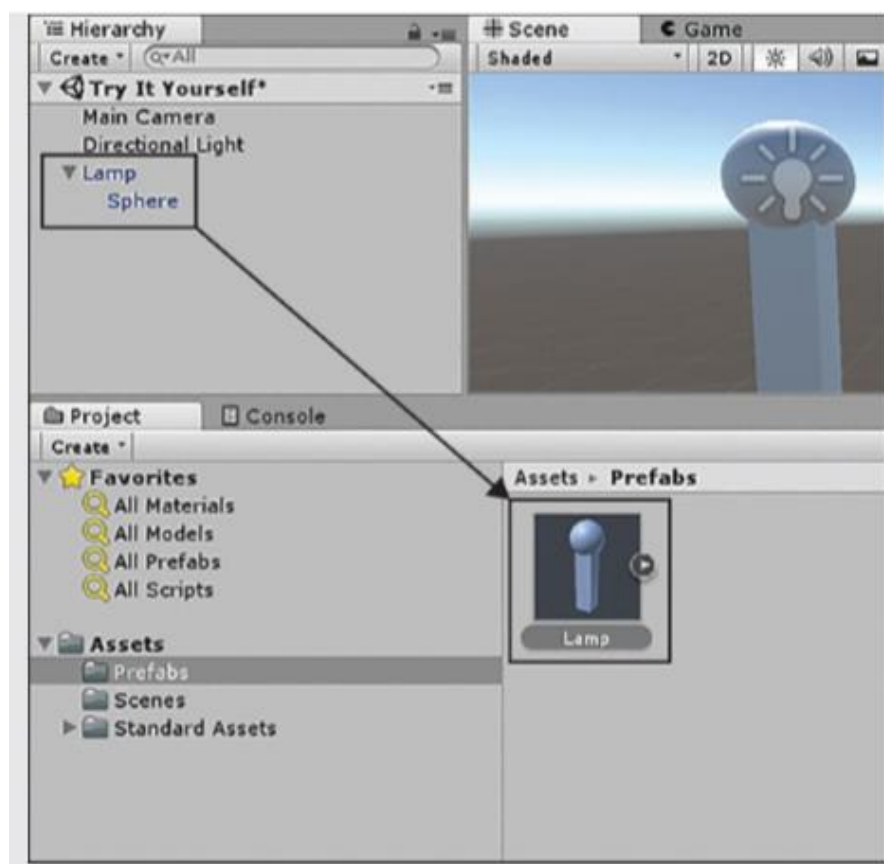 Hierarchy
Create All
Try It Yourself*
Main Camera
Directional Light
Lamp
Sphere
Scene Game
Shaded 2D
Project Console
Create
Favorites
All Materials
All Models
All Prefabs
All Scripts
Assets
Prefabs
Scenes
Standard Assets
Assets Prefabs
Lamp